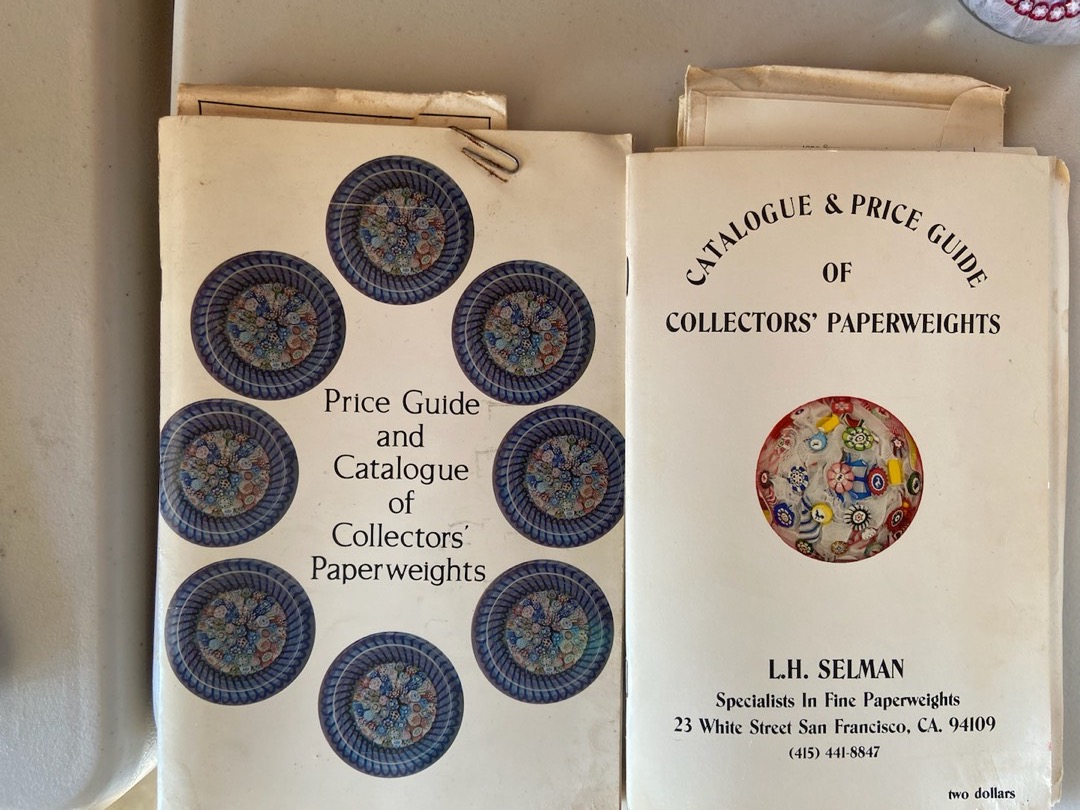 Price Guide
and
Catalogue
of
Collectors'
Paperweights
CATALOGUE & PRICE GUIDE
OF
COLLECTORS' PAPERWEIGHTS
L.H. SELMAN
Specialists In Fine Paperweights
23 White Street San Francisco, CA. 94109
(415) 441-8847
two dollars